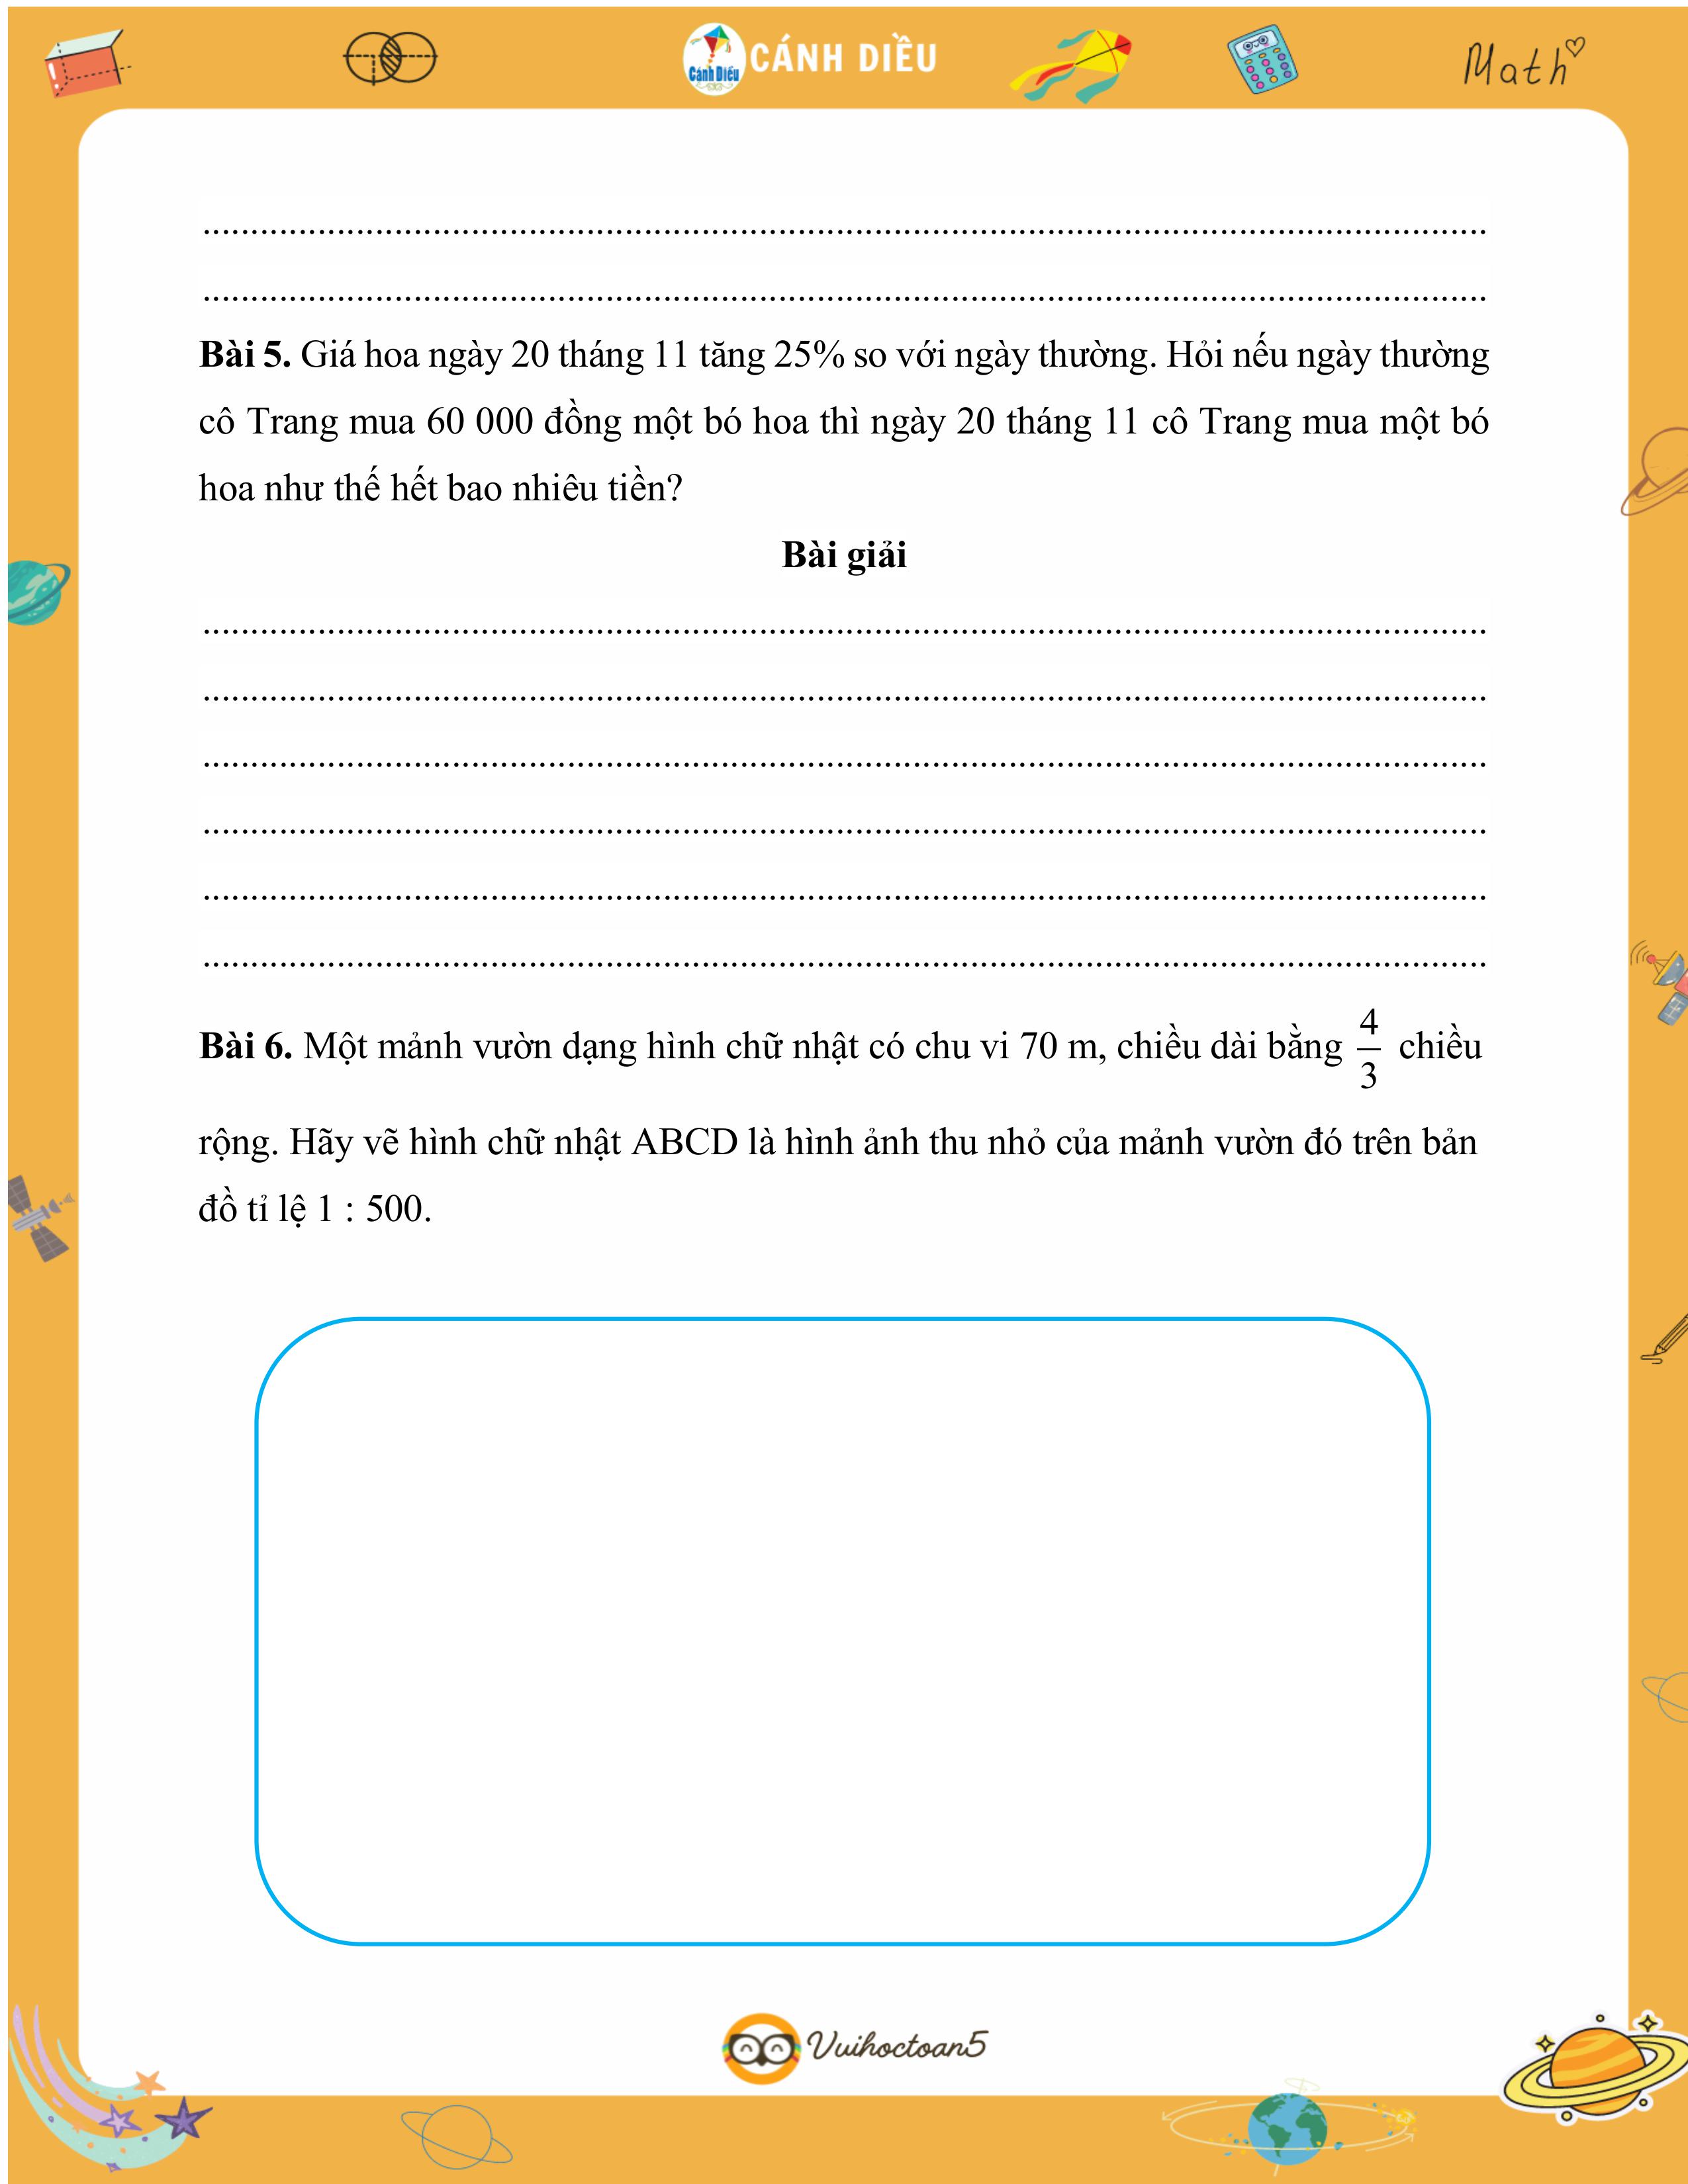 Cánh Diều CÁNH DIỀU Math
Bài 5. Giá hoa ngày 20 tháng 11 tăng 25% so với ngày thường. Hỏi nếu ngày thường
cô Trang mua 60 000 đồng một bó hoa thì ngày 20 tháng 11 cô Trang mua một bó
hoa như thế hết bao nhiêu tiền?
Bài giải
Bài 6. Một mảnh vườn dạng hình chữ nhật có chu vi 70 m, chiều dài bằng 4/3 chiều
rộng. Hãy vẽ hình chữ nhật ABCD là hình ảnh thu nhỏ của mảnh vườn đó trên bản
đồ tỉ lệ 1 : 500.
Vuihoctoan5